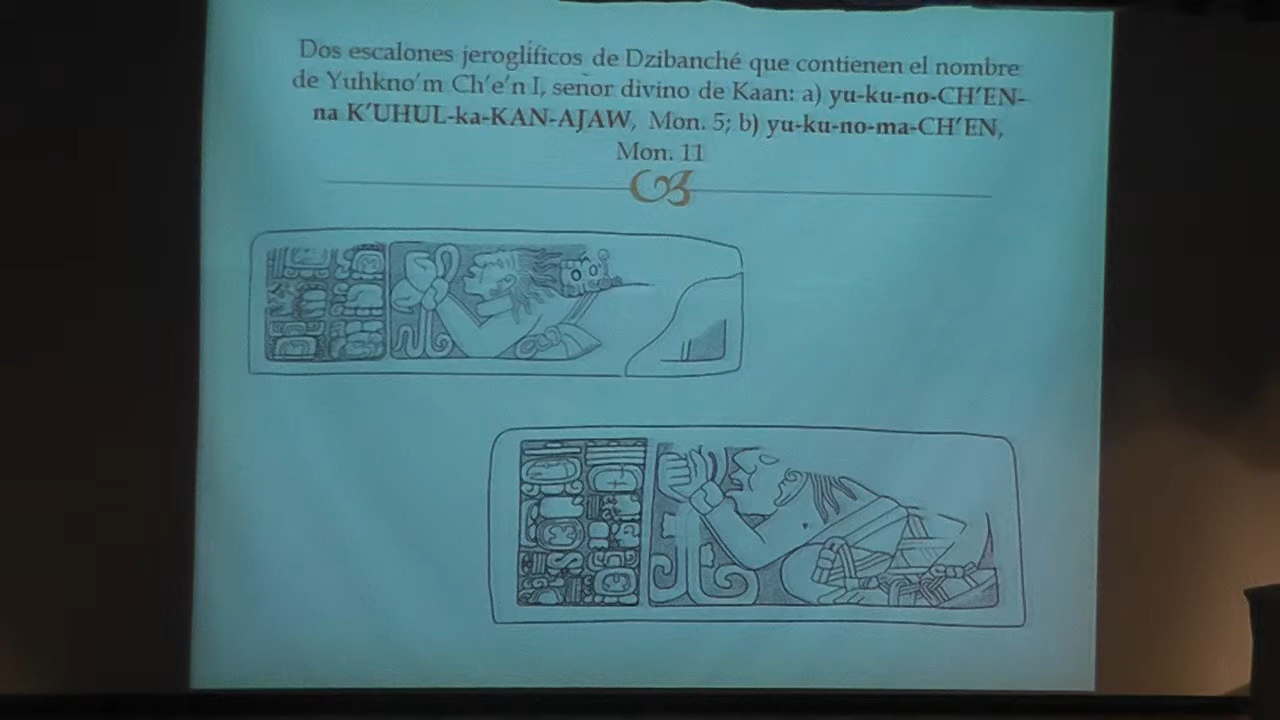 Dos escalones jeroglíficos de Dzibanché que contienen el nombre
de Yuhkno'm Ch'e'n I, señor divino de Kaan: a) yu-ku-no-CH'EN-
na K'UHUL-ka-KAN-AJAW, Mon. 5; b) yu-ku-no-ma-CH'EN,
Mon. 11